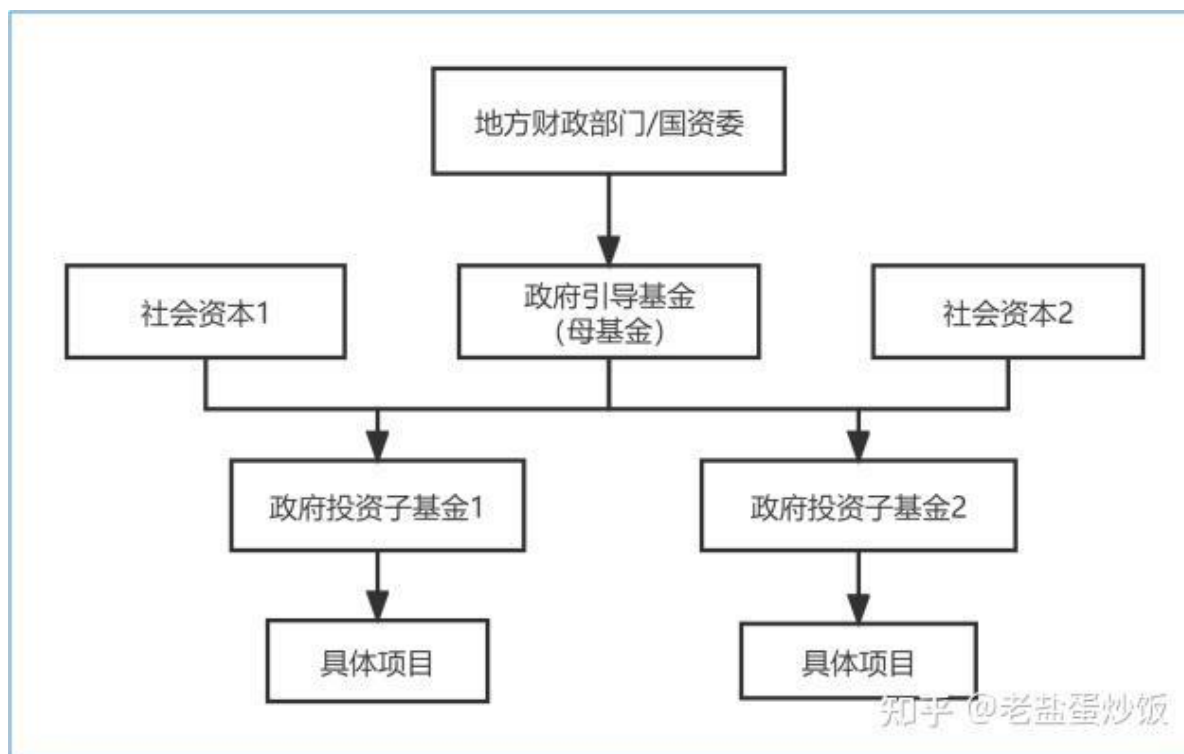 地方财政部门/国资委
社会资本1
政府引导基金
（母基金）
社会资本2
政府投资子基金1
政府投资子基金2
具体项目
具体项目
知乎 @老盐蛋炒饭